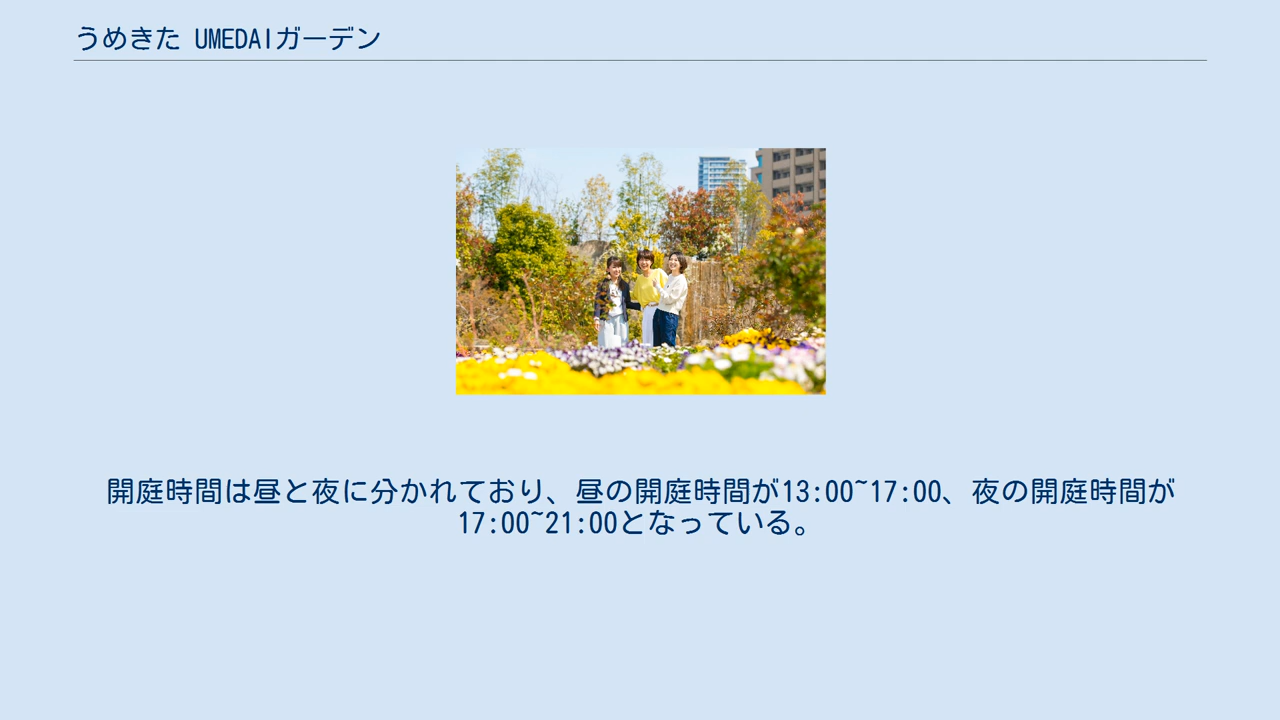 うめきた UMEDAIガーデン
開庭時間は昼と夜に分かれており、昼の開庭時間が13:00~17:00、夜の開庭時間が
17:00~21:00となっている。